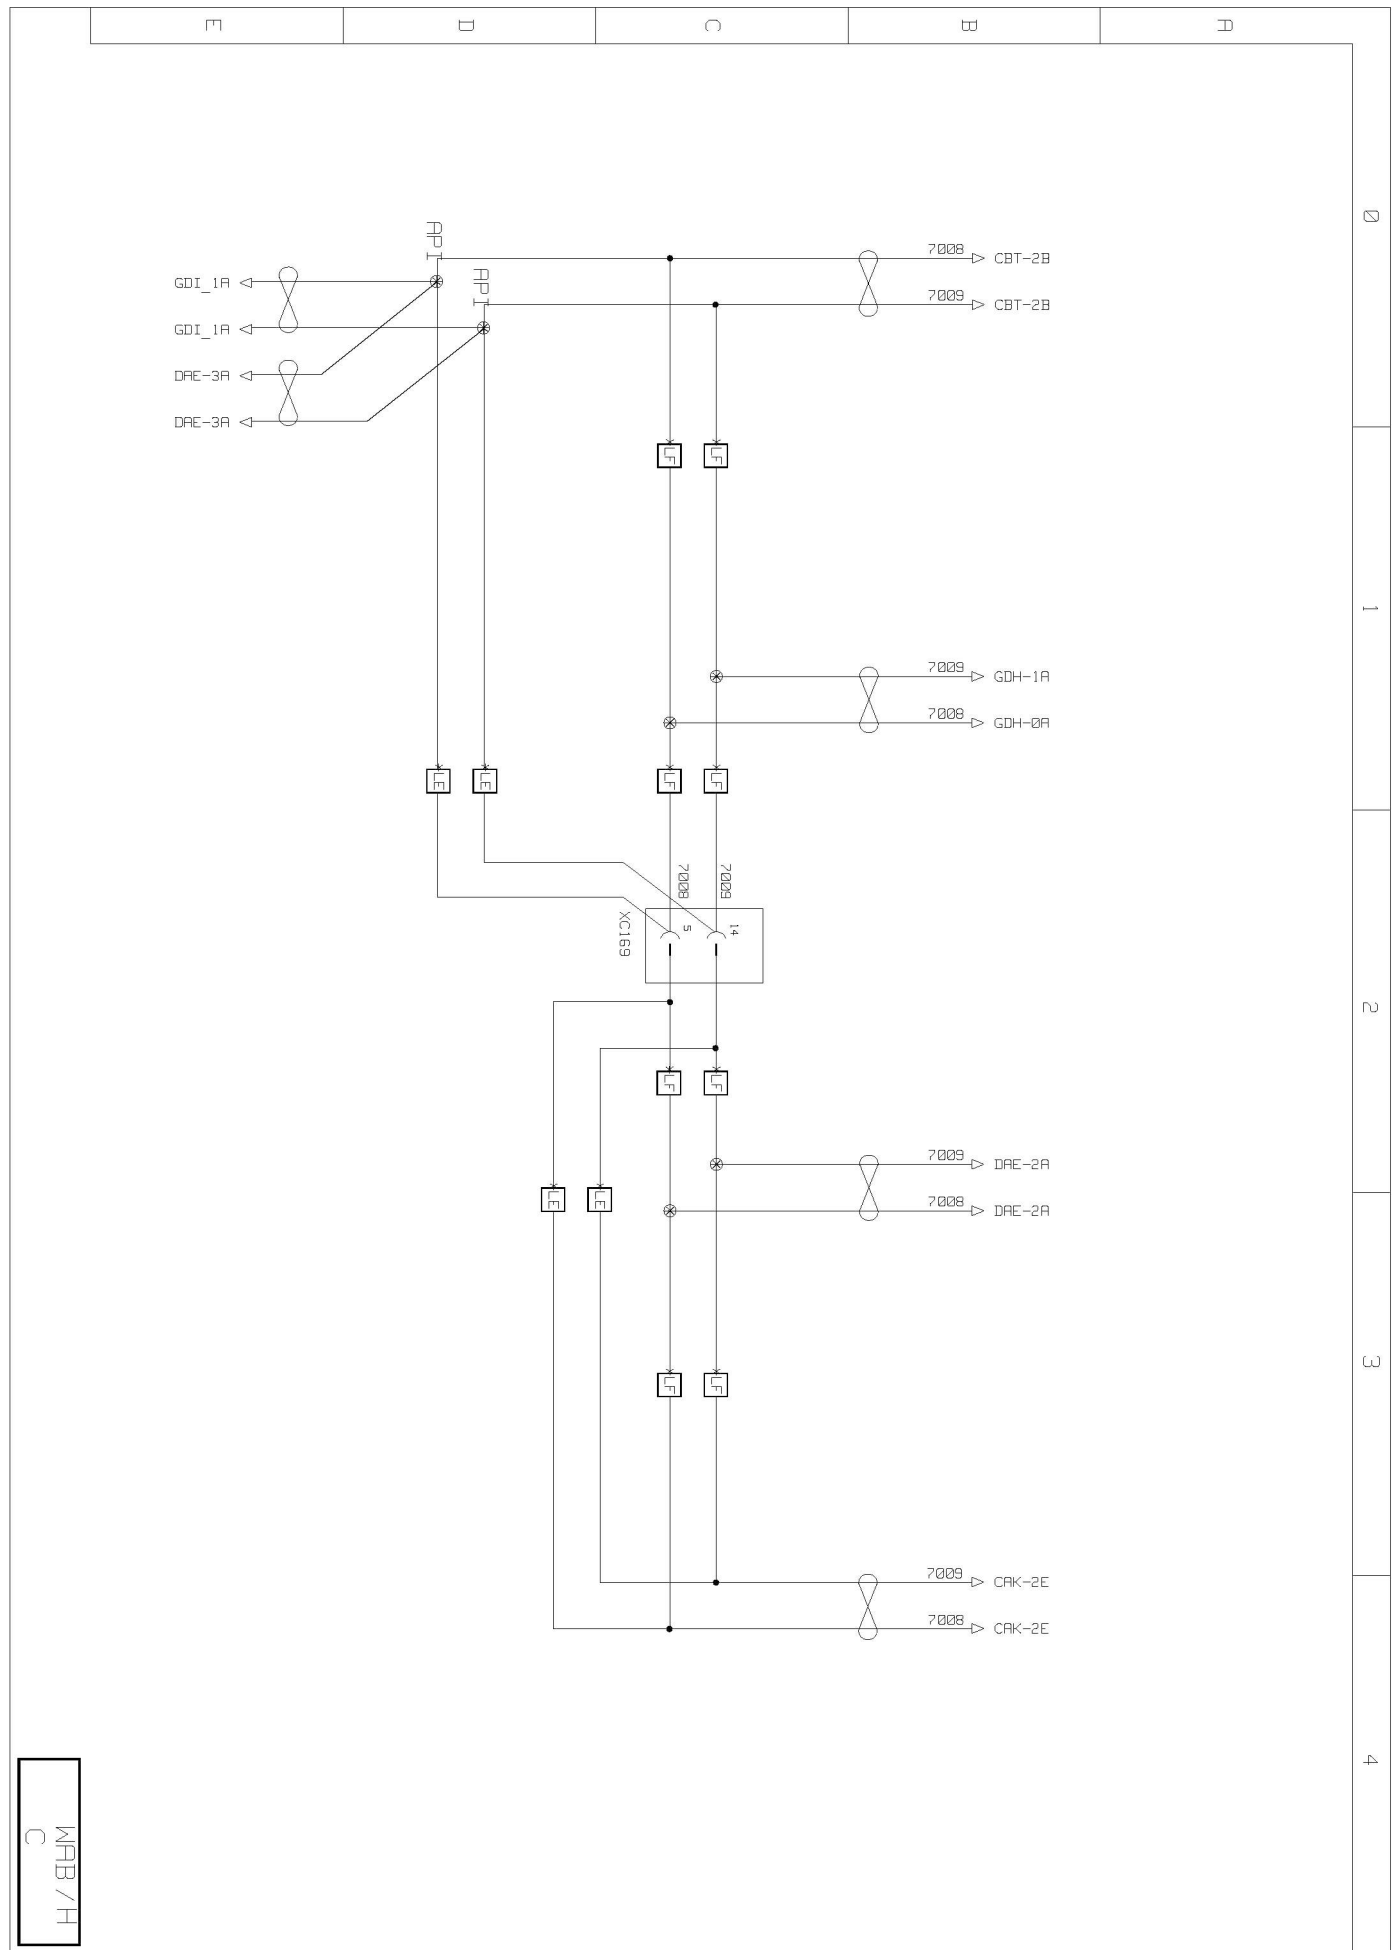 E
D
C
B
A
0
1
2
3
4
API
API
7008
CBT-2B
7009
CBT-2B
GDI_1A
GDI_1A
DAE-3A
DAE-3A
LF
LF
7009
GDH-1A
7008
GDH-0A
LE
LE
LF
LF
7008
7009
XC169
5
14
LF
LF
7009
DAE-2A
7008
DAE-2A
LE
LE
LF
LF
7009
CAK-2E
7008
CAK-2E
WAB/H
C